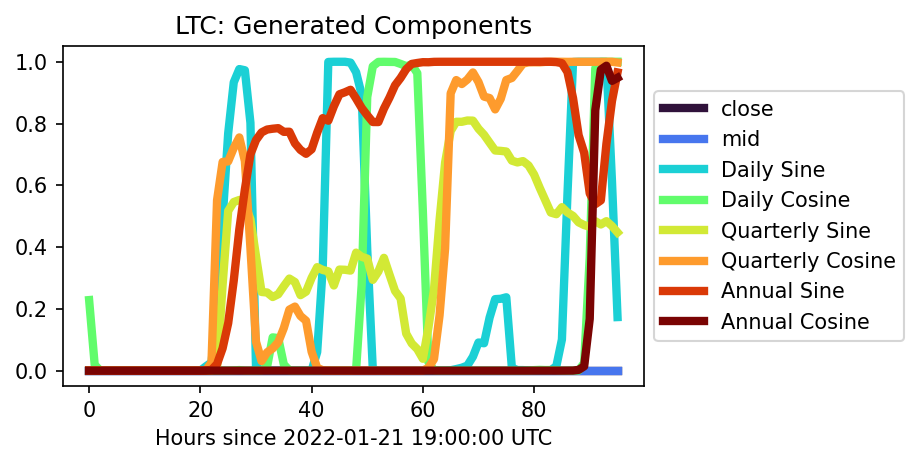 LTC: Generated Components
1.0
0.8
0.6
0.4
0.2
0.0
0 20 40 60 80
Hours since 2022-01-21 19:00:00 UTC
close
mid
Daily Sine
Daily Cosine
Quarterly Sine
Quarterly Cosine
Annual Sine
Annual Cosine